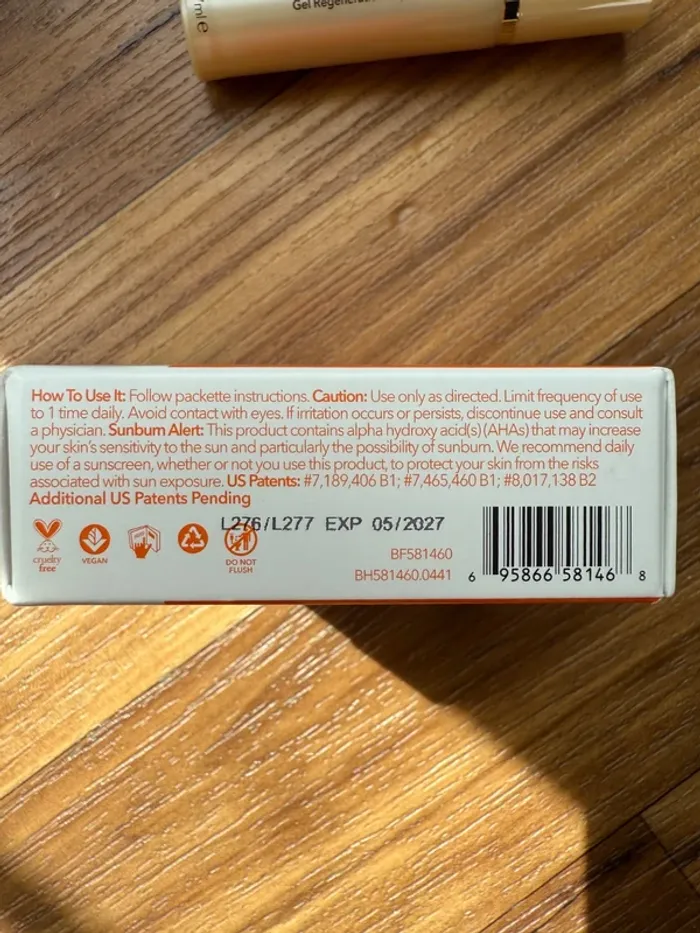 7ml e
Gel Regenerat
How To Use It: Follow packette instructions. Caution: Use only as directed. Limit frequency of use
to 1 time daily. Avoid contact with eyes. If irritation occurs or persists, discontinue use and consult
a physician. Sunburn Alert: This product contains alpha hydroxy acid(s) (AHAs) that may increase
your skin's sensitivity to the sun and particularly the possibility of sunburn. We recommend daily
use of a sunscreen, whether or not you use this product, to protect your skin from the risks
associated with sun exposure. US Patents: #7,189,406 B1; #7,465,460 B1; #8,017,138 B2
Additional US Patents Pending
L276/L277 EXP 05/2027
cruelty
free
VEGAN
DO NOT
FLUSH
BF581460
BH581460.0441
6 95866 58146 8